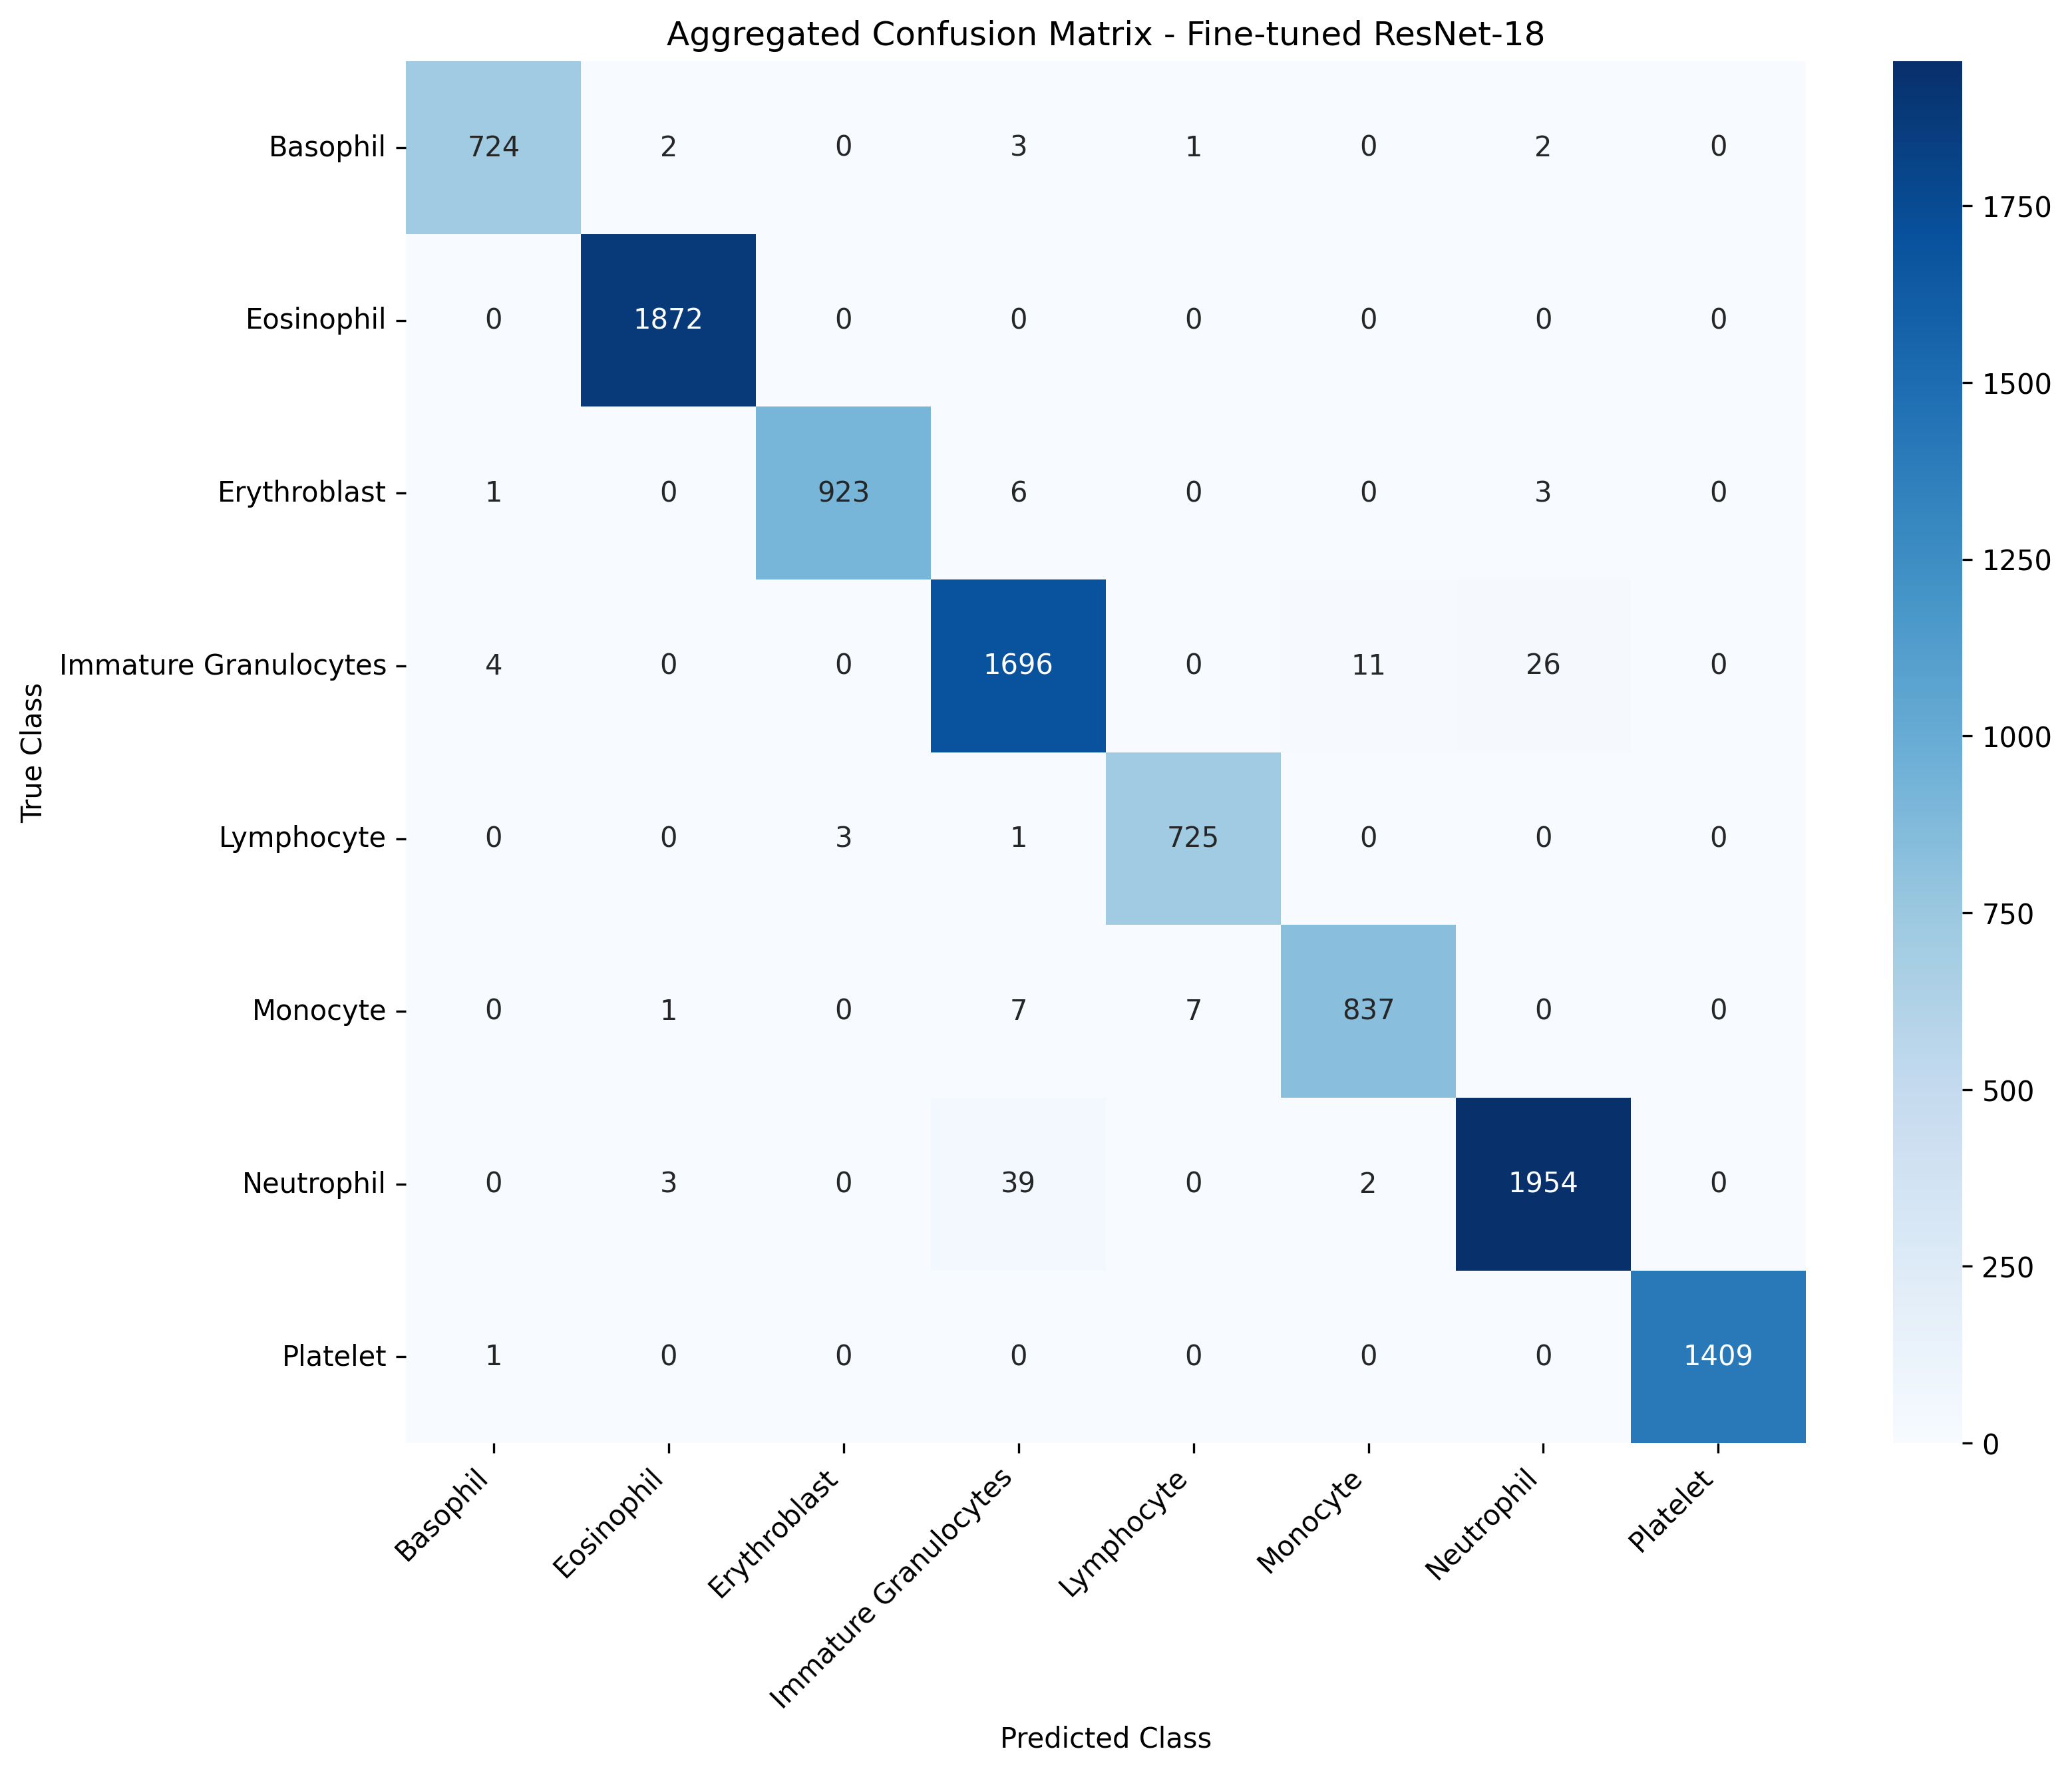 Aggregated Confusion Matrix - Fine-tuned ResNet-18
True Class
Basophil 724 2 0 3 1 0 2 0
Eosinophil 0 1872 0 0 0 0 0 0
Erythroblast 1 0 923 6 0 0 3 0
Immature Granulocytes 4 0 0 1696 0 11 26 0
Lymphocyte 0 0 3 1 725 0 0 0
Monocyte 0 1 0 7 7 837 0 0
Neutrophil 0 3 0 39 0 2 1954 0
Platelet 1 0 0 0 0 0 0 1409
Basophil
Eosinophil
Erythroblast
Immature Granulocytes
Lymphocyte
Monocyte
Neutrophil
Platelet
Predicted Class
1750
1500
1250
1000
750
500
250
0